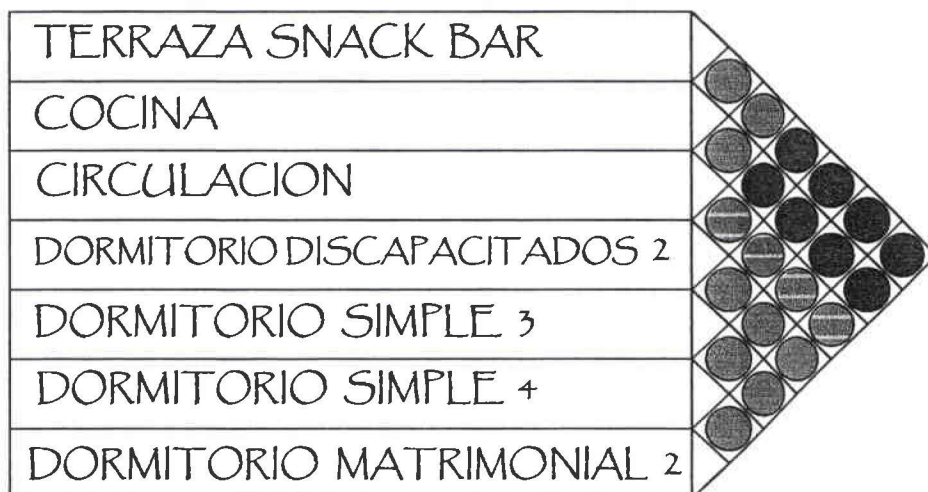 TERRAZA SNACK BAR
COCINA
CIRCULACION
DORMITORIO DISCAPACITADOS 2
DORMITORIO SIMPLE 3
DORMITORIO SIMPLE 4
DORMITORIO MATRIMONIAL 2